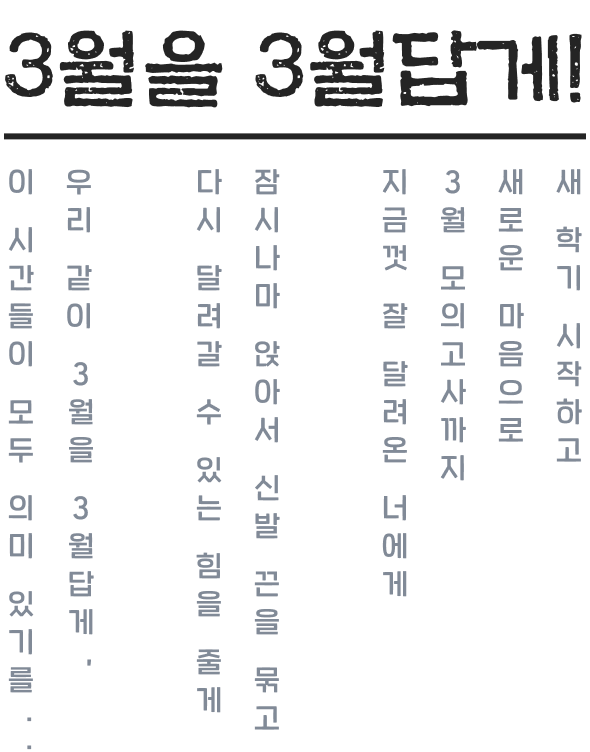 3월을 3월답게!
새 학기 시작하고
새로운 마음으로
3월 모의고사까지
지금껏 잘 달려온 너에게
잠시나마 앉아서 신발 끈을 묶고
다시 달려갈 수 있는 힘을 줄게
우리 같이 3월을 3월답게,
이 시간들이 모두 의미 있기를..